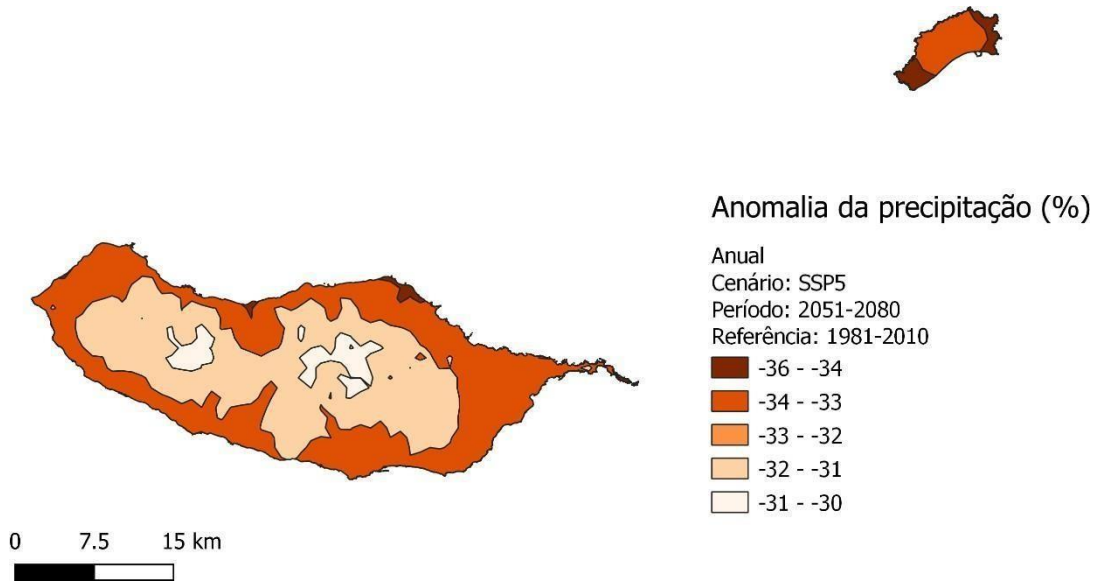 Anomalia da precipitação (%)
Anual
Cenário: SSP5
Período: 2051-2080
Referência: 1981-2010
-36 - -34
-34 - -33
-33 - -32
-32 - -31
-31 - -30
0 7.5 15 km